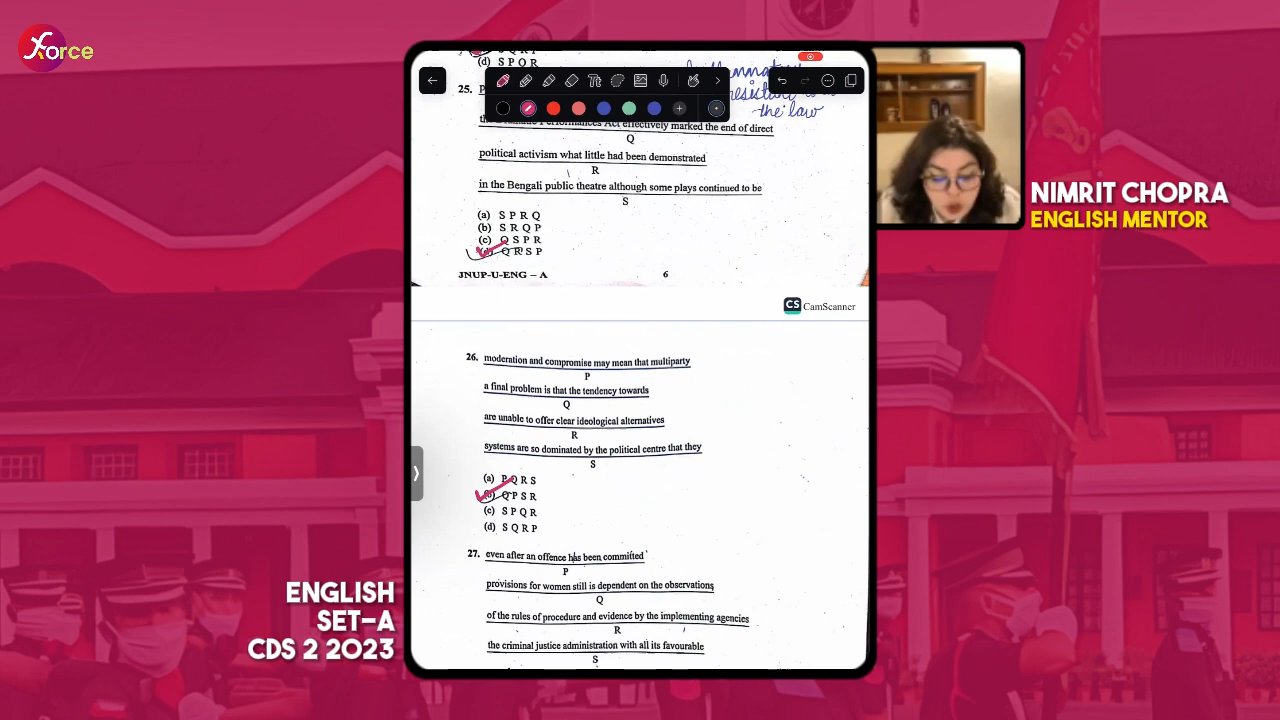 force
(d) S P Q R
25.
the Dramatic Performances Act effectively marked the end of direct
Q
political activism what little had been demonstrated
R
in the Bengali public theatre although some plays continued to be
S
(a) S P R Q
(b) S R Q P
(c) Q S P R
Q R S P
JNUP-U-ENG – A
6
the law
CS CamScanner
26. moderation and compromise may mean that multiparty
P
a final problem is that the tendency towards
Q
are unable to offer clear ideological alternatives
R
systems are so dominated by the political centre that they
S
(a) P Q R S
(b) Q P S R
(c) S P Q R
(d) S Q R P
27. even after an offence has been committed
P
provisions for women still is dependent on the observations
Q
of the rules of procedure and evidence by the implementing agencies
R
the criminal justice administration with all its favourable
S
NIMRIT CHOPRA
ENGLISH MENTOR
ENGLISH
SET-A
CDS 2 2023